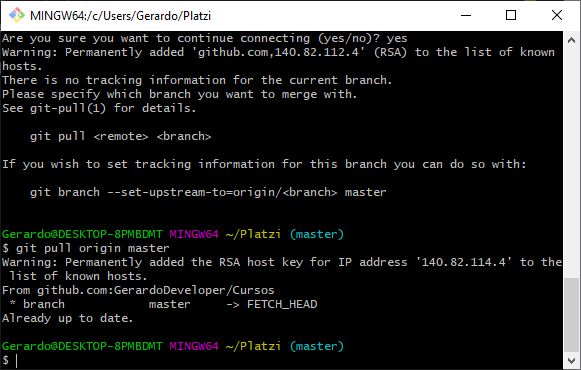 MINGW64:/c/Users/Gerardo/Platzi
Are you sure you want to continue connecting (yes/no)? yes
Warning: Permanently added 'github.com,140.82.112.4' (RSA) to the list of known
hosts.
There is no tracking information for the current branch.
Please specify which branch you want to merge with.
See git-pull(1) for details.
git pull <remote> <branch>
If you wish to set tracking information for this branch you can do so with:
git branch --set-upstream-to=origin/<branch> master
Gerardo@DESKTOP-8PMBDMT MINGW64 ~/Platzi (master)
$ git pull origin master
Warning: Permanently added the RSA host key for IP address '140.82.114.4' to the
list of known hosts.
From github.com:GerardoDeveloper/Cursos
* branch master -> FETCH_HEAD
Already up to date.
Gerardo@DESKTOP-8PMBDMT MINGW64 ~/Platzi (master)
$